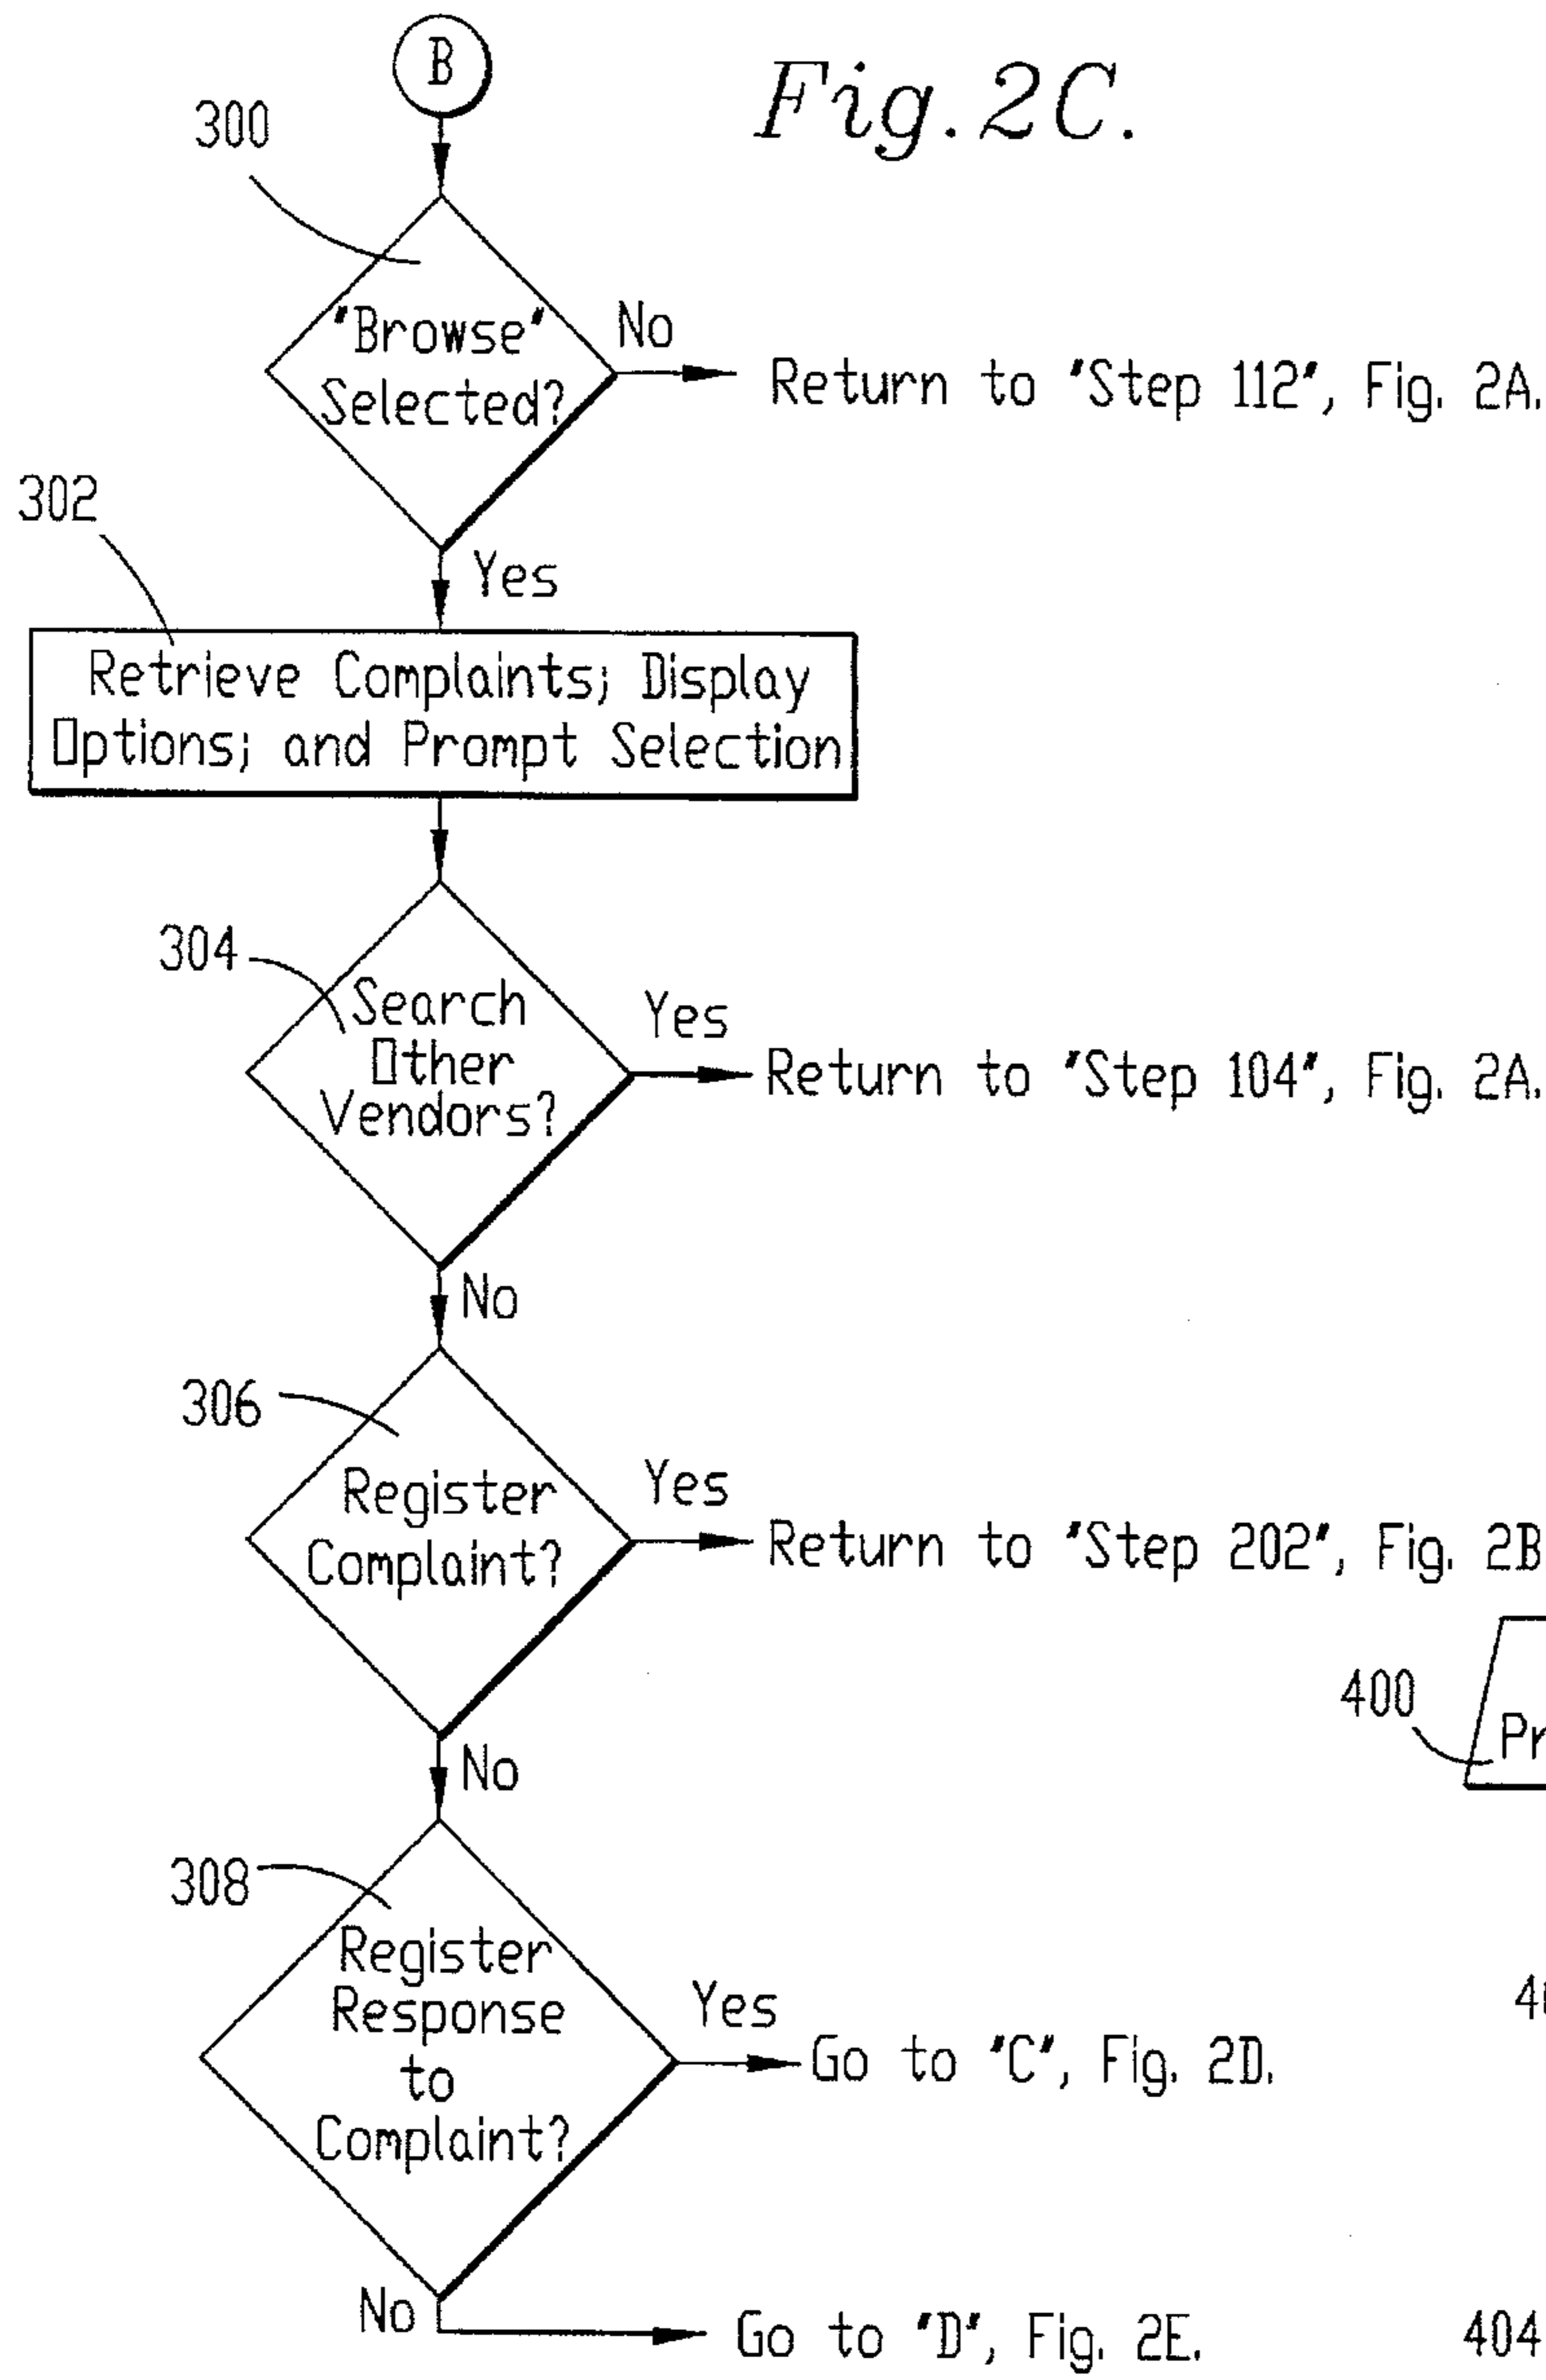 B
Fig. 2C.
300
"Browse"
Selected?
No
Return to "Step 112", Fig. 2A.
302
Yes
Retrieve Complaints; Display
Options; and Prompt Selection
304
Search
Other
Vendors?
Yes
Return to "Step 104", Fig. 2A.
No
306
Register
Complaint?
Yes
Return to "Step 202", Fig. 2B
400
No
308
Register
Response
to
Complaint?
Yes
Go to "C", Fig. 2D.
No
Go to "D", Fig. 2E.
404